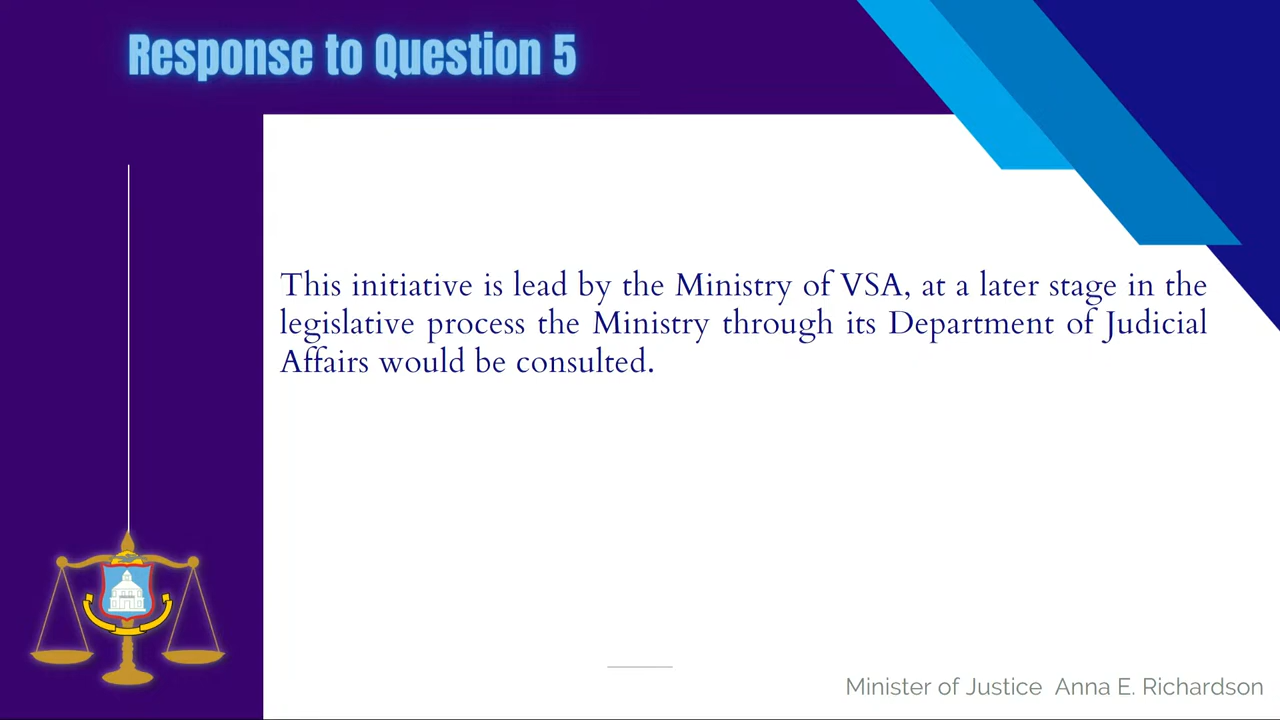 Response to Question 5
This initiative is lead by the Ministry of VSA, at a later stage in the
legislative process the Ministry through its Department of Judicial
Affairs would be consulted.
Minister of Justice Anna E. Richardson